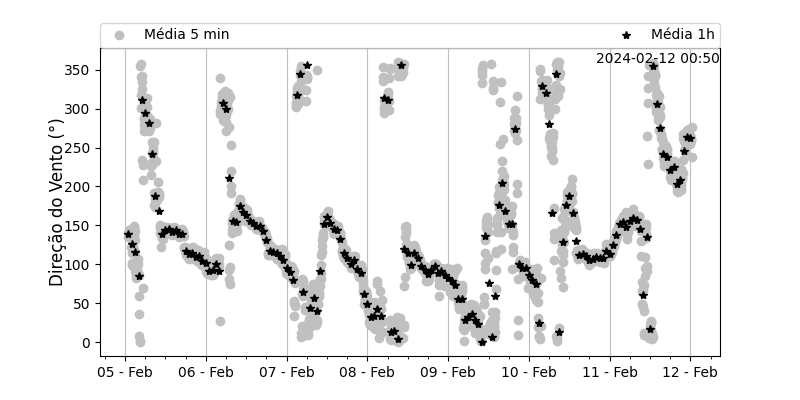 Média 5 min
Média 1h
2024-02-12 00:50
Direção do Vento (°)
350
300
250
200
150
100
50
0
05 - Feb
06 - Feb
07 - Feb
08 - Feb
09 - Feb
10 - Feb
11 - Feb
12 - Feb